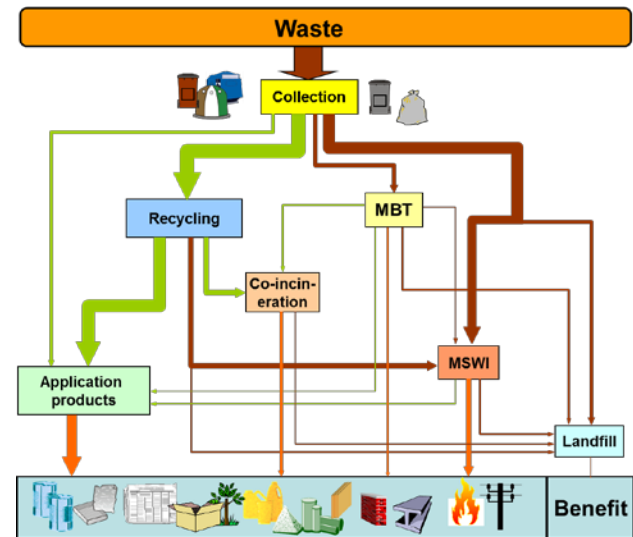 Waste
Collection
Recycling
MBT
Co-incin-
eration
MSWI
Application
products
Landfill
Benefit